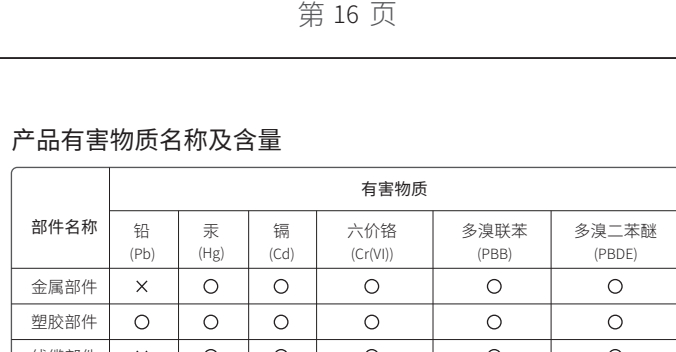 第 16 页
产品有害物质名称及含量
部件名称 有害物质
铅 汞 镉 六价铬 多溴联苯 多溴二苯醚
(Pb) (Hg) (Cd) (Cr(VI)) (PBB) (PBDE)
金属部件 × ○ ○ ○ ○ ○
塑胶部件 ○ ○ ○ ○ ○ ○